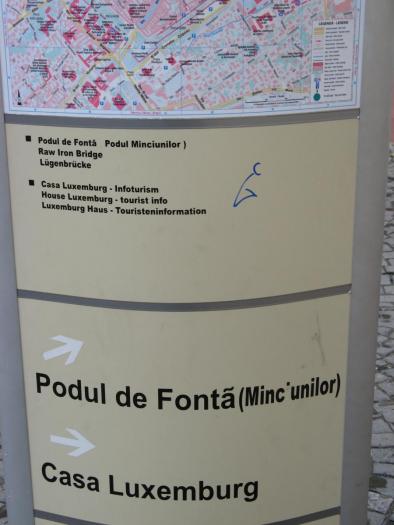 Podul de Fontã Podul Minciunilor )
Raw Iron Bridge
Lügenbrücke
Casa Luxemburg - Infoturism
House Luxemburg - tourist info
Luxemburg Haus - Touristeninformation
Podul de Fontã (Minc˙unilor)
Casa Luxemburg